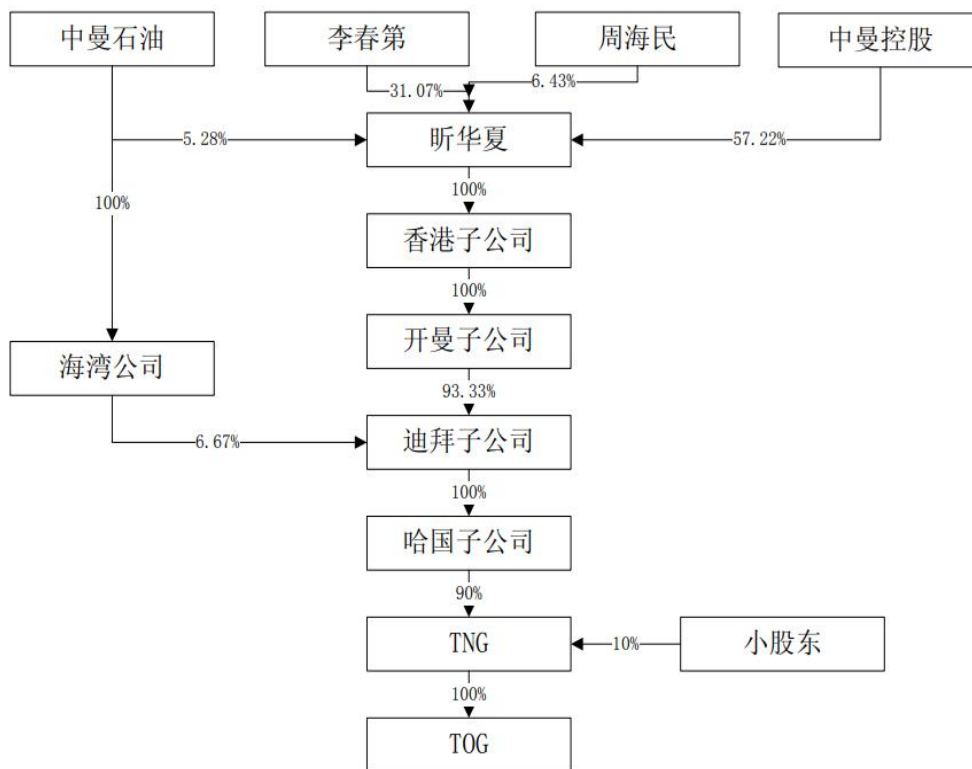 中曼石油
李春第
周海民
中曼控股
31.07%
6.43%
5.28%
昕华夏
57.22%
100%
100%
香港子公司
100%
海湾公司
开曼子公司
93.33%
6.67%
迪拜子公司
100%
哈国子公司
90%
TNG
10%
小股东
100%
TOG